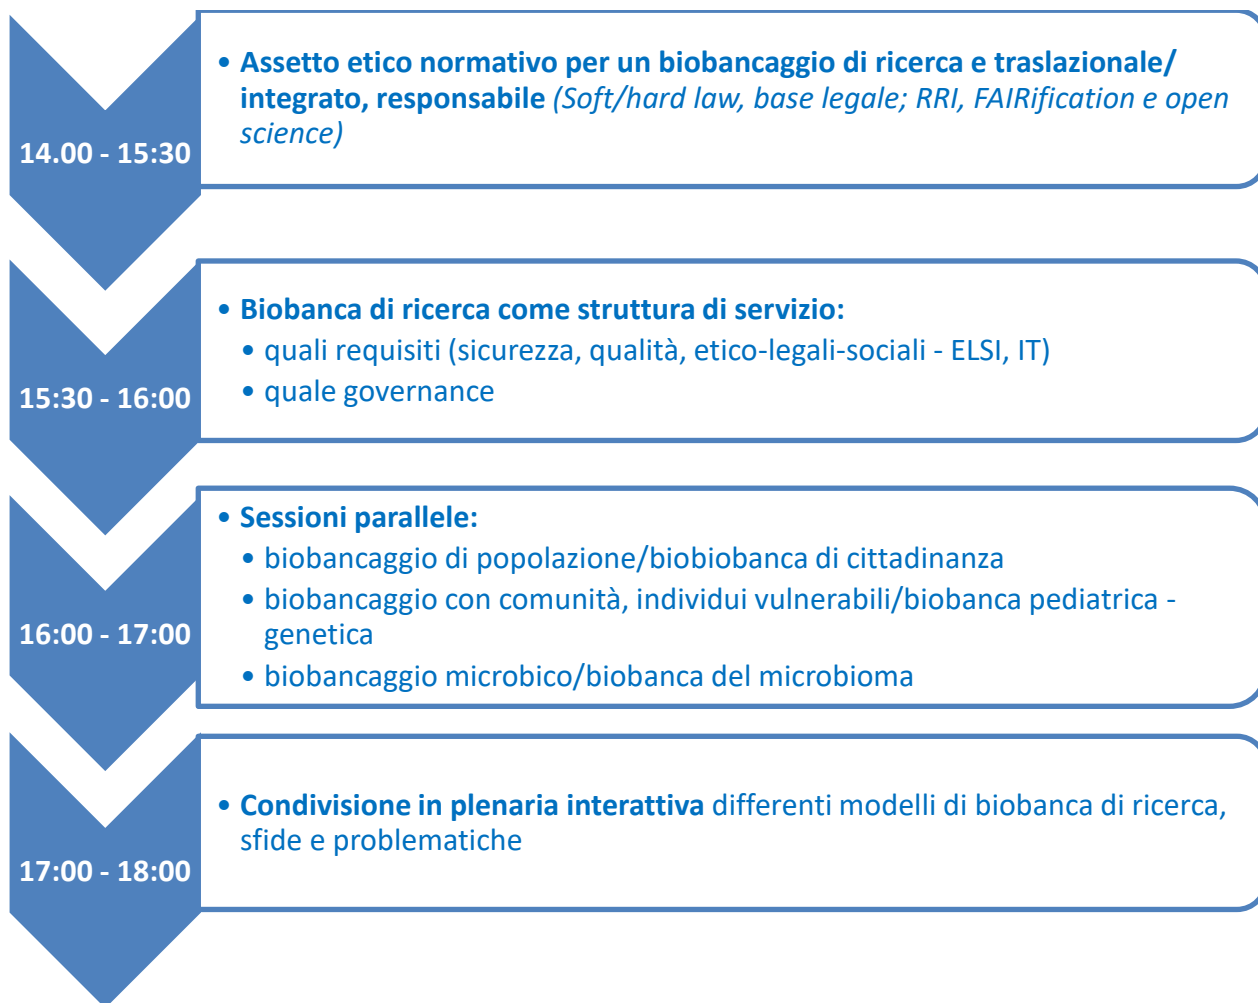 14.00 - 15:30
• Assetto etico normativo per un biobancaggio di ricerca e traslazionale/
integrato, responsabile (Soft/hard law, base legale; RRI, FAIRification e open
science)
15:30 - 16:00
• Biobanca di ricerca come struttura di servizio:
• quali requisiti (sicurezza, qualità, etico-legali-sociali - ELSI, IT)
• quale governance
16:00 - 17:00
• Sessioni parallele:
• biobancaggio di popolazione/biobiobanca di cittadinanza
• biobancaggio con comunità, individui vulnerabili/biobanca pediatrica -
genetica
• biobancaggio microbico/biobanca del microbioma
17:00 - 18:00
• Condivisione in plenaria interattiva differenti modelli di biobanca di ricerca,
sfide e problematiche